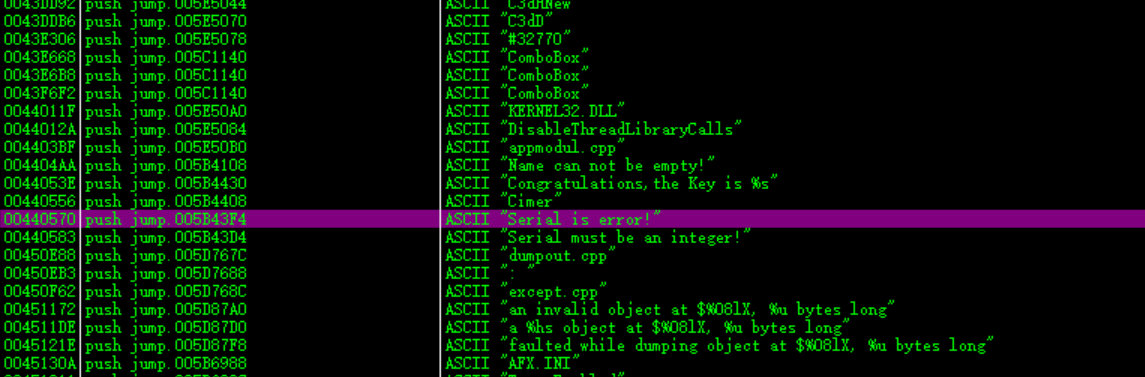 0043DD92 push jump.005E5044 ASCII "C3dHNew"
0043DDB6 push jump.005E5070 ASCII "C3dD"
0043E306 push jump.005E5078 ASCII "#32770"
0043E668 push jump.005C1140 ASCII "ComboBox"
0043E6B8 push jump.005C1140 ASCII "ComboBox"
0043F6F2 push jump.005C1140 ASCII "ComboBox"
0044011F push jump.005E50A0 ASCII "KERNEL32.DLL"
0044012A push jump.005E5084 ASCII "DisableThreadLibraryCalls"
004403BF push jump.005E50B0 ASCII "appmodul.cpp"
004404AA push jump.005B4108 ASCII "Name can not be empty!"
0044053E push jump.005B4430 ASCII "Congratulations,the Key is %s"
00440556 push jump.005B4408 ASCII "Cimer"
00440570 push jump.005B43F4 ASCII "Serial is error!"
00440583 push jump.005B43D4 ASCII "Serial must be an integer!"
00450E88 push jump.005D767C ASCII "dumpout.cpp"
00450EB3 push jump.005D7688 ASCII ": "
00450F62 push jump.005D768C ASCII "except.cpp"
00451172 push jump.005D87A0 ASCII "an invalid object at $%08lX, %u bytes long"
004511DE push jump.005D87D0 ASCII "a %hs object at $%08lX, %u bytes long"
0045121E push jump.005D87F8 ASCII "faulted while dumping object at $%08lX, %u bytes long"
0045130A push jump.005B6988 ASCII "AFX.INI"